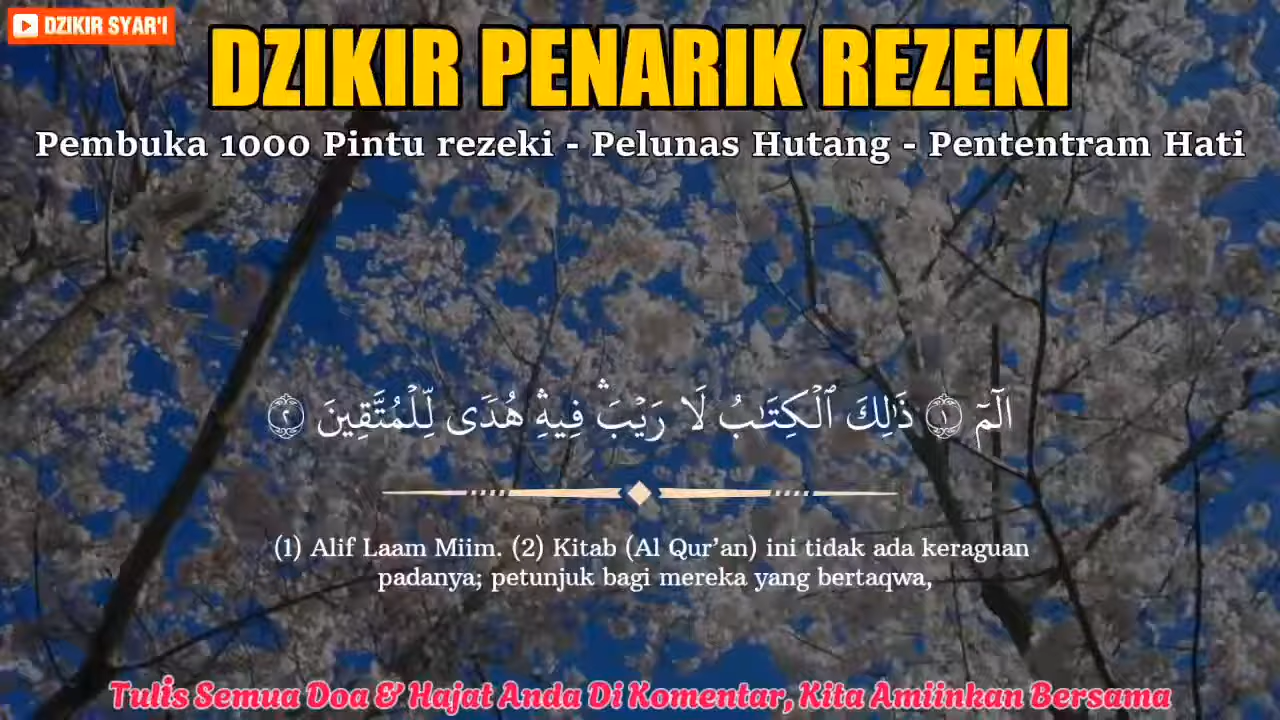 DZIKIR SYAR'I
DZIKIR PENARIK REZEKI
Pembuka 1000 Pintu rezeki - Pelunas Hutang - Pententram Hati
الٓمٓ ١ ذَٰلِكَ ٱلْكِتَـٰبُ لَا رَيْبَ ۛ فِيهِ ۛ هُدًى لِّلْمُتَّقِينَ ٢
(1) Alif Laam Miim. (2) Kitab (Al Qur’an) ini tidak ada keraguan
padanya; petunjuk bagi mereka yang bertaqwa,
Tulis Semua Doa & Hajat Anda Di Komentar, Kita Amiinkan Bersama